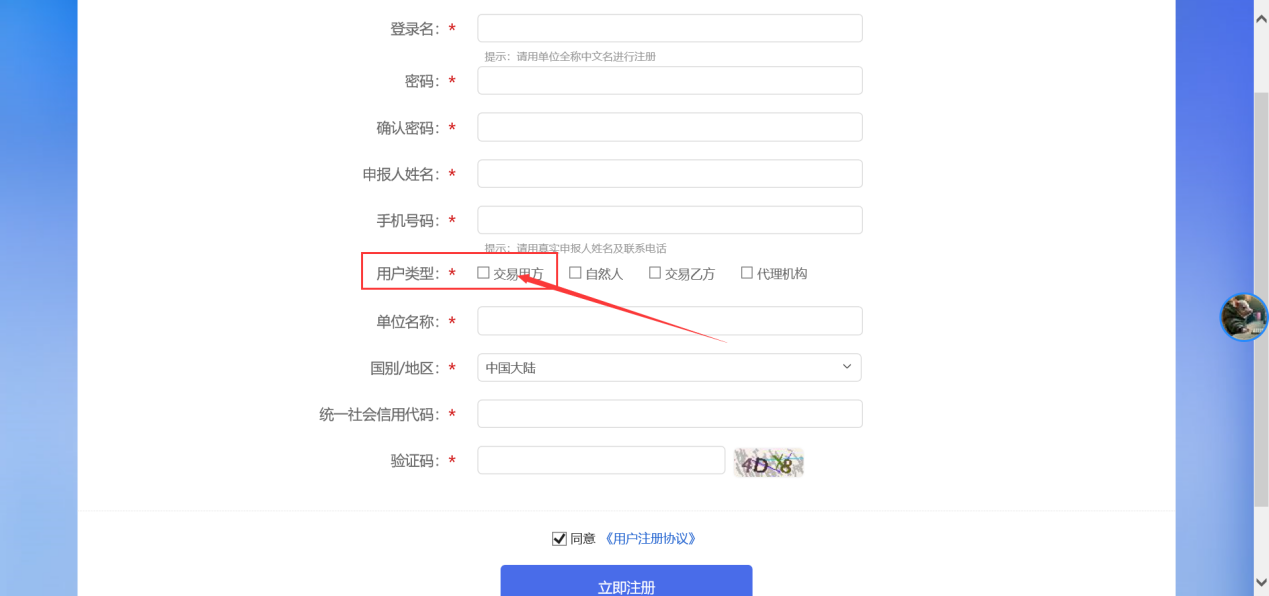 登录名：*
提示：请用单位全称中文名进行注册
密码：*
确认密码：*
申报人姓名：*
手机号码：*
提示：请用真实申报人姓名及联系电话
用户类型：* 交易甲方 自然人 交易乙方 代理机构
单位名称：*
国别/地区：* 中国大陆
统一社会信用代码：*
验证码：*
同意 《用户注册协议》
立即注册